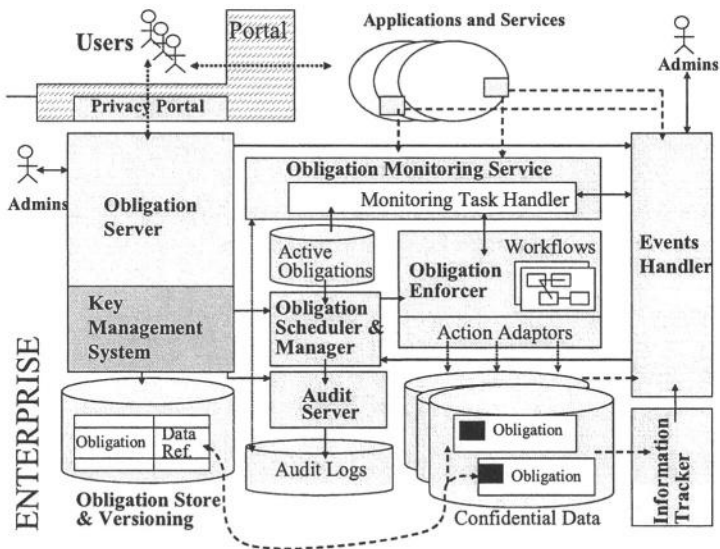 Users
Portal
Applications and Services
Admins
Privacy Portal
Admins
Obligation
Server
Obligation Monitoring Service
Monitoring Task Handler
Events
Handler
Active
Obligations
Obligation
Enforcer
Workflows
Key
Management
System
Obligation
Scheduler &
Manager
Action Adaptors
Audit
Server
Obligation
Data
Ref.
Audit Logs
Obligation
Obligation
Information
Tracker
ENTERPRISE
Obligation Store
& Versioning
Confidential Data